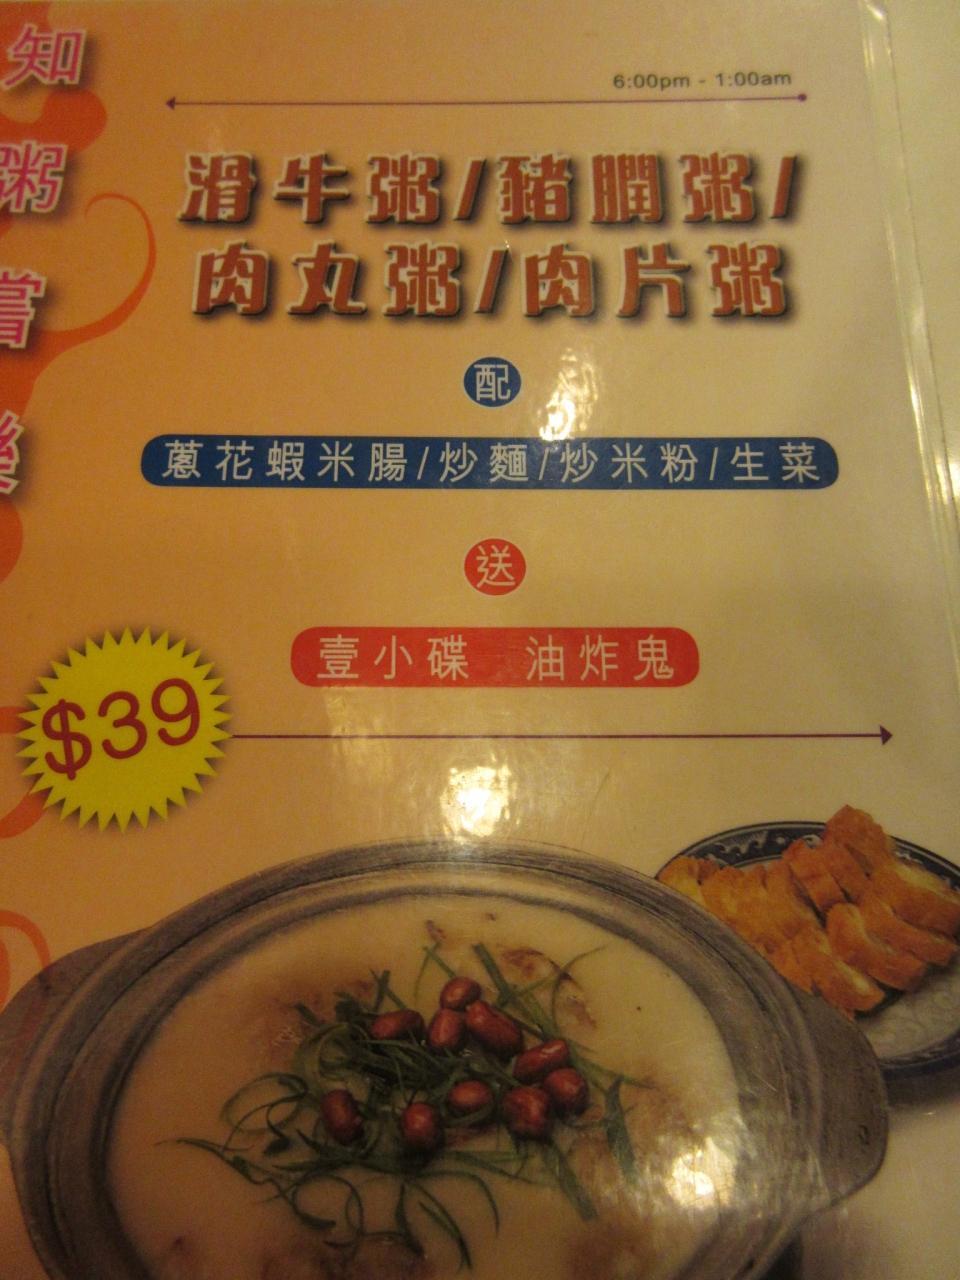 知
粥
嘗
樂
6:00pm - 1:00am
滑牛粥/豬膶粥/
肉丸粥/肉片粥
配
蔥花蝦米腸/炒麵/炒米粉/生菜
送
壹小碟 油炸鬼
$39